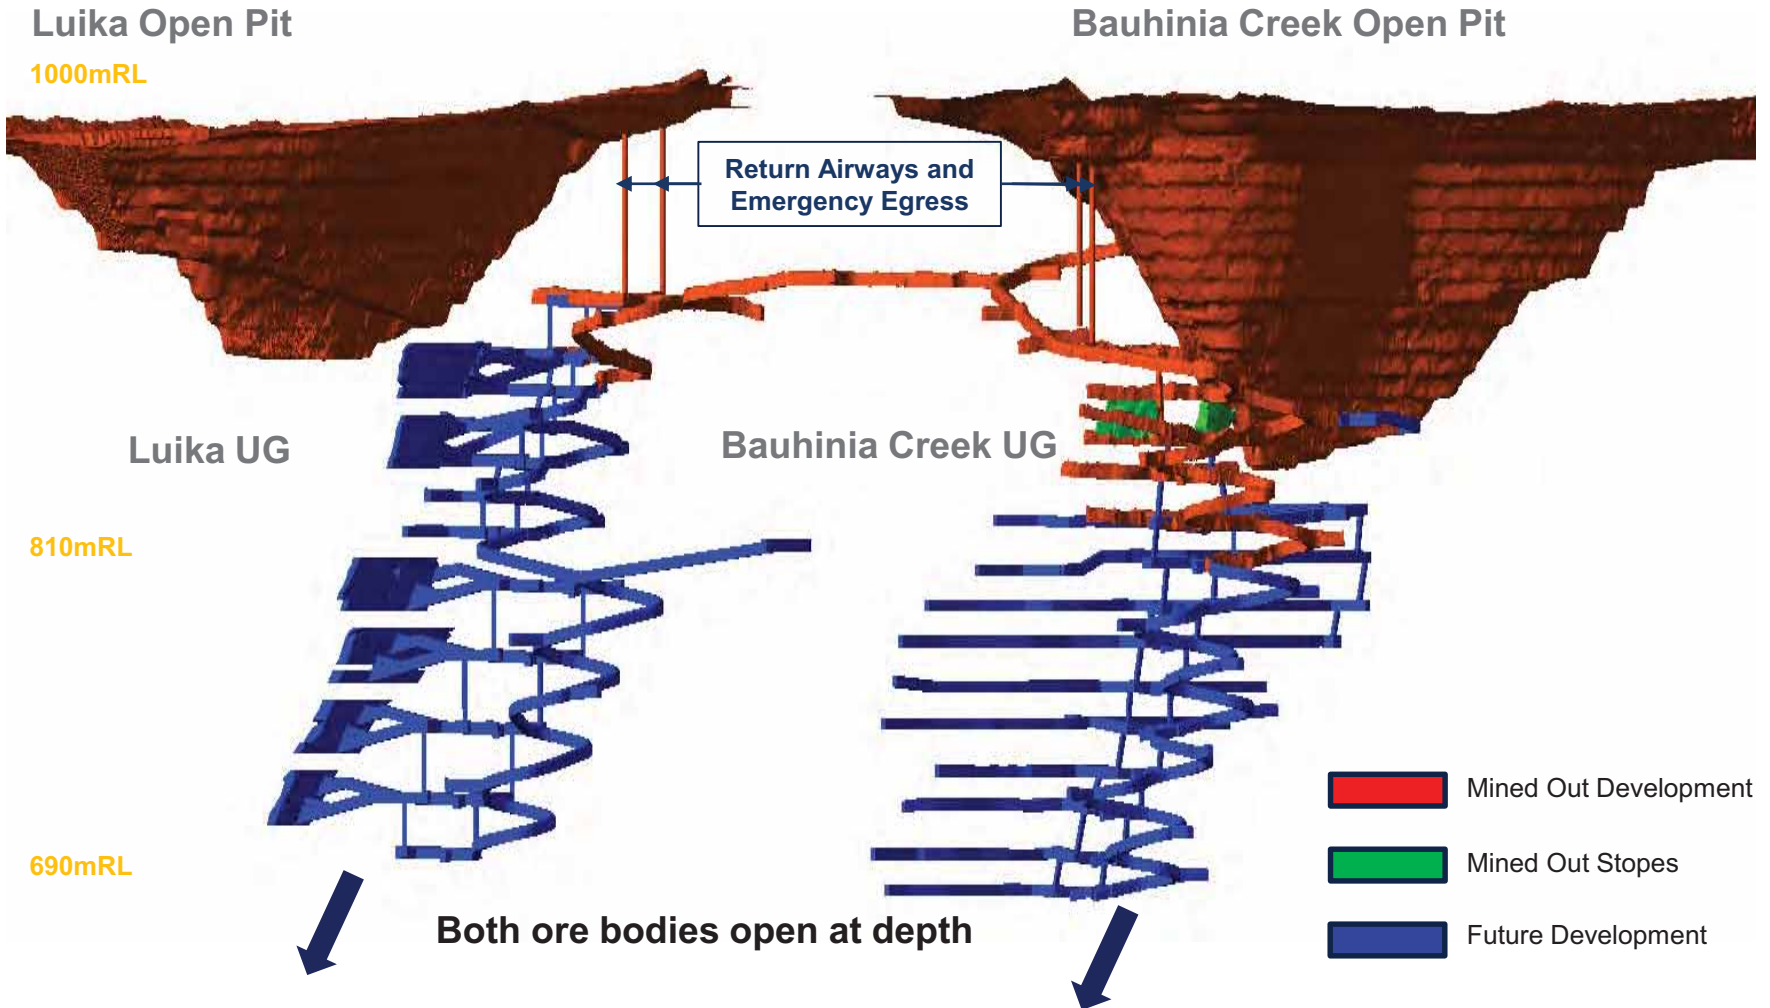 Luika Open Pit
Bauhinia Creek Open Pit
1000mRL
Return Airways and
Emergency Egress
Luika UG
Bauhinia Creek UG
810mRL
Mined Out Development
690mRL
Mined Out Stopes
Both ore bodies open at depth
Future Development